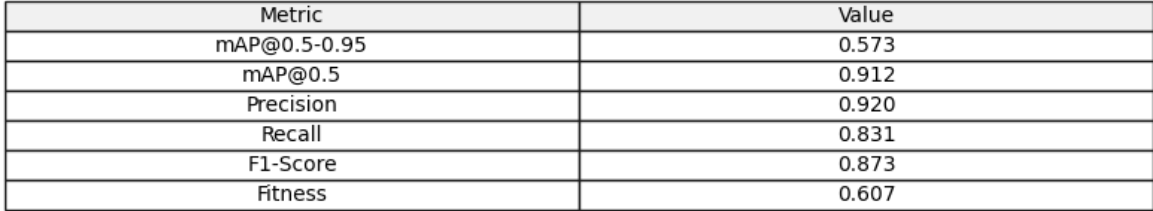 Metric Value
mAP@0.5-0.95 0.573
mAP@0.5 0.912
Precision 0.920
Recall 0.831
F1-Score 0.873
Fitness 0.607